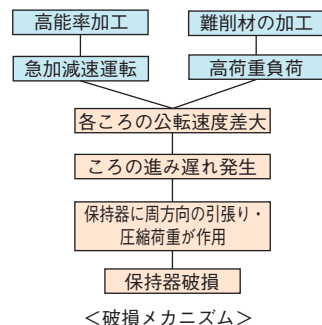 高能率加工
難削材の加工
急加減速運転
高荷重負荷
各ころの公転速度差大
ころの進み遅れ発生
保持器に周方向の引張り・
圧縮荷重が作用
保持器破損
＜破損メカニズム＞